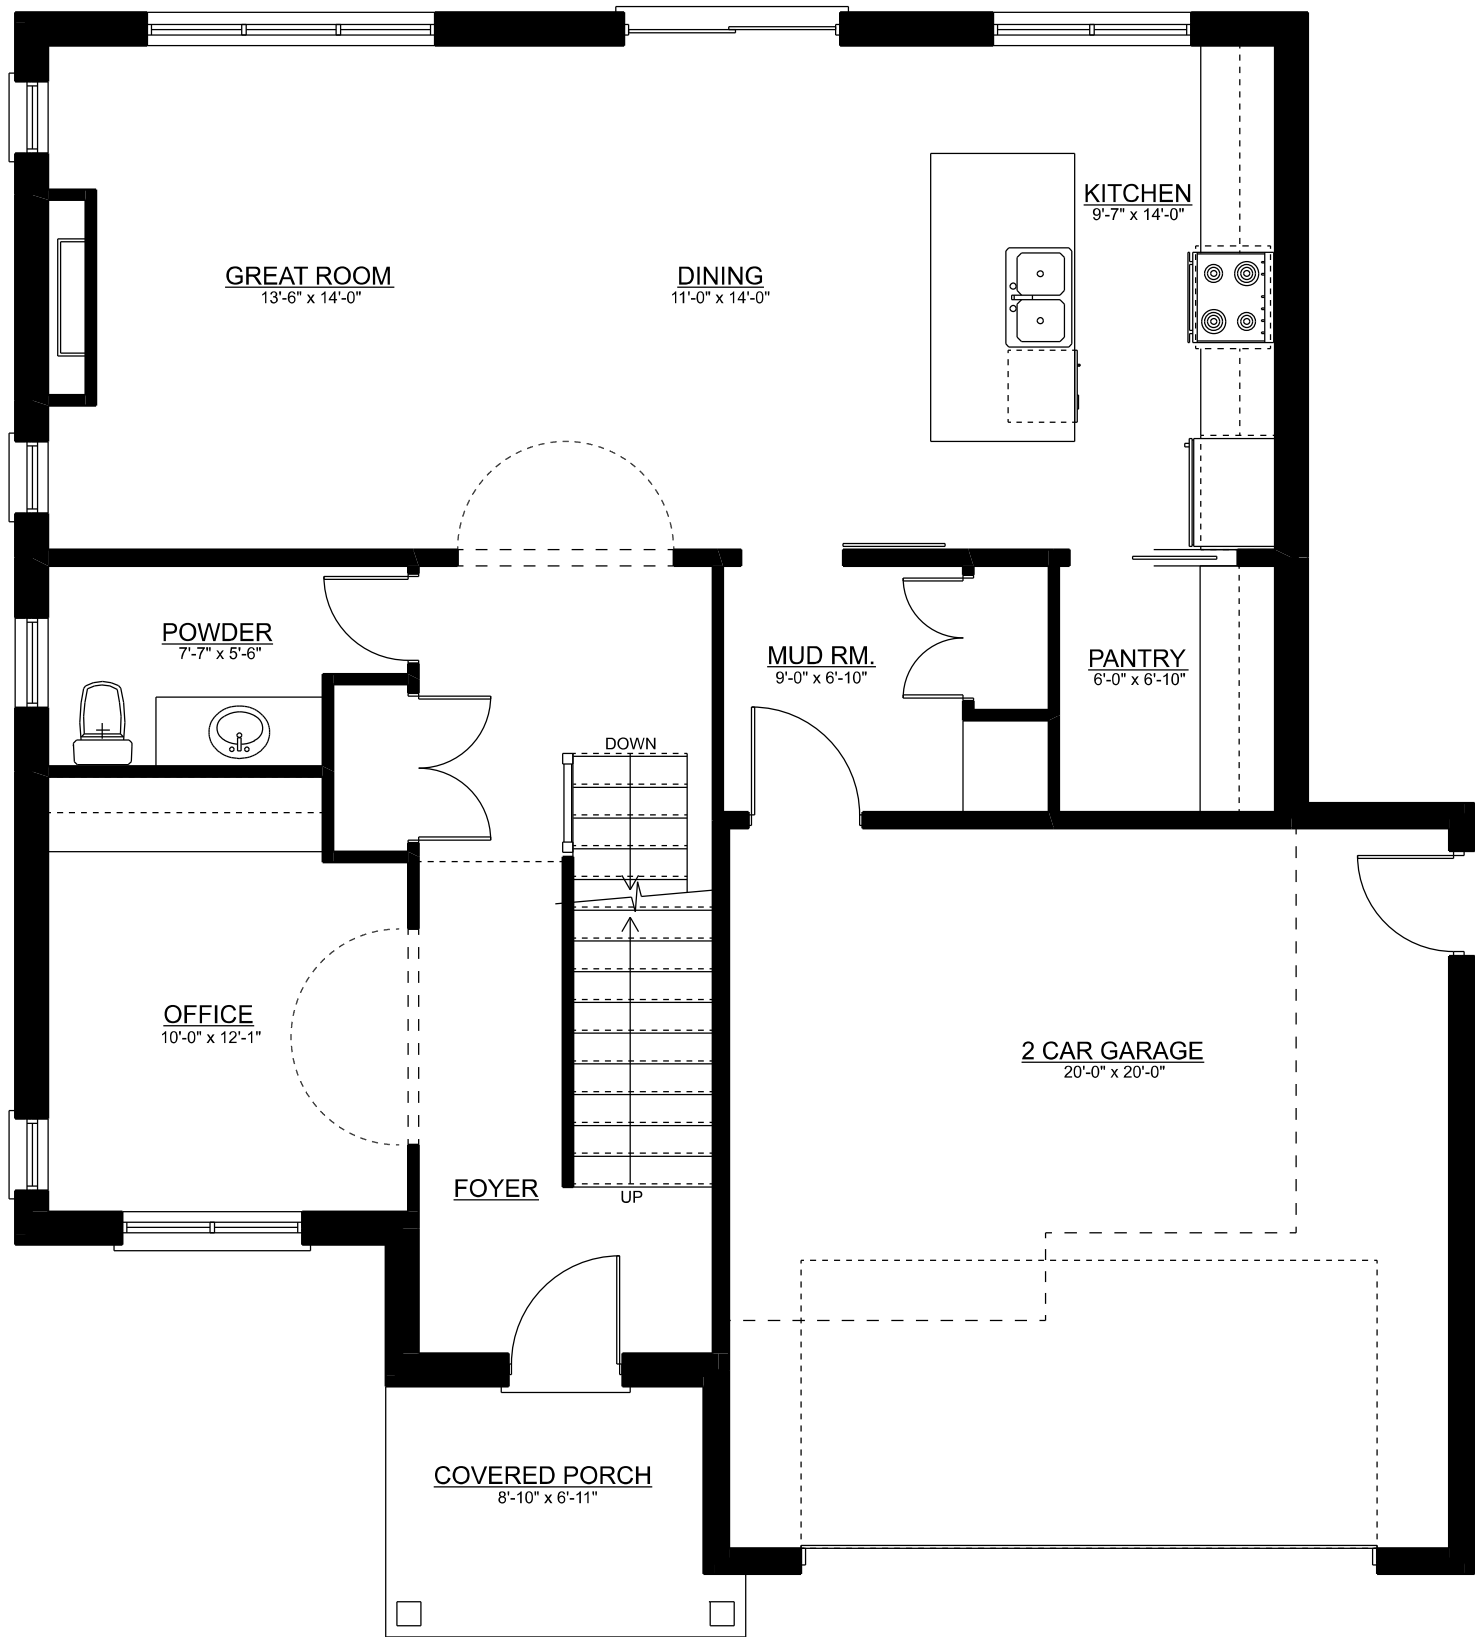 KITCHEN
9'-7" x 14'-0"
GREAT ROOM
13'-6" x 14'-0"
DINING
11'-0" x 14'-0"
POWDER
7'-7" x 5'-6"
MUD RM.
9'-0" x 6'-10"
PANTRY
6'-0" x 6'-10"
DOWN
OFFICE
10'-0" x 12'-1"
2 CAR GARAGE
20'-0" x 20'-0"
FOYER
UP
COVERED PORCH
8'-10" x 6'-11"